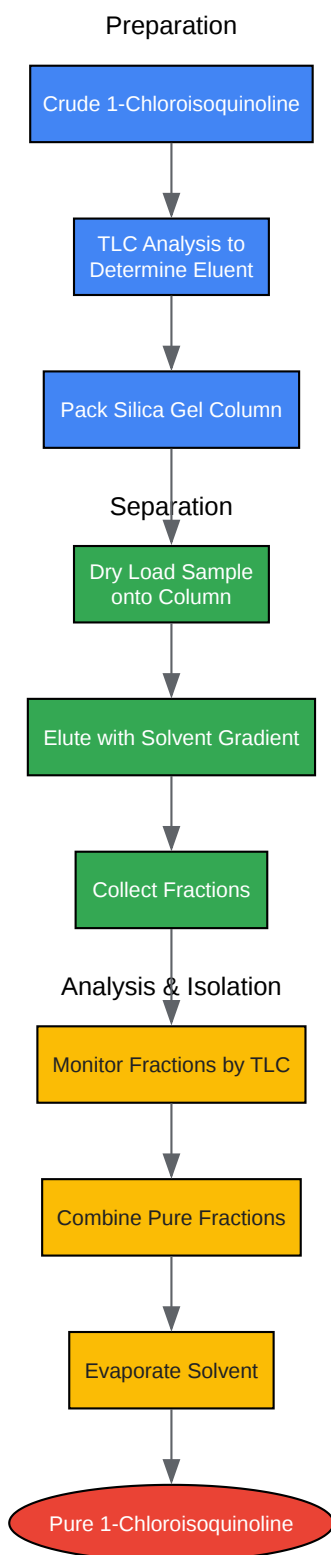 Preparation
Crude 1-Chloroisoquinoline
TLC Analysis to
Determine Eluent
Pack Silica Gel Column
Separation
Dry Load Sample
onto Column
Elute with Solvent Gradient
Collect Fractions
Analysis & Isolation
Monitor Fractions by TLC
Combine Pure Fractions
Evaporate Solvent
Pure 1-Chloroisoquinoline